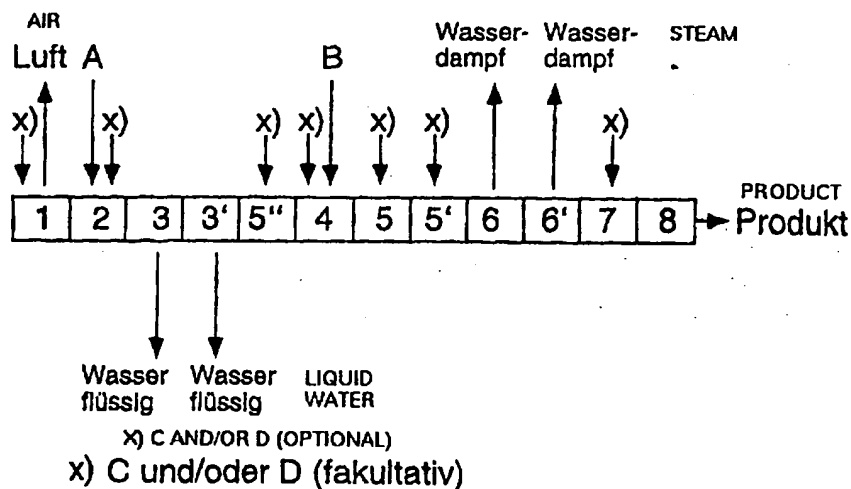 AIR
Luft A B Wasser- Wasser- STEAM
dampf dampf
x) x) x) x) x) x) x)
1 2 3 3' 5" 4 5 5' 6 6' 7 8
PRODUCT
Produkt
Wasser Wasser LIQUID
flüssig flüssig WATER
X) C AND/OR D (OPTIONAL)
x) C und/oder D (fakultativ)